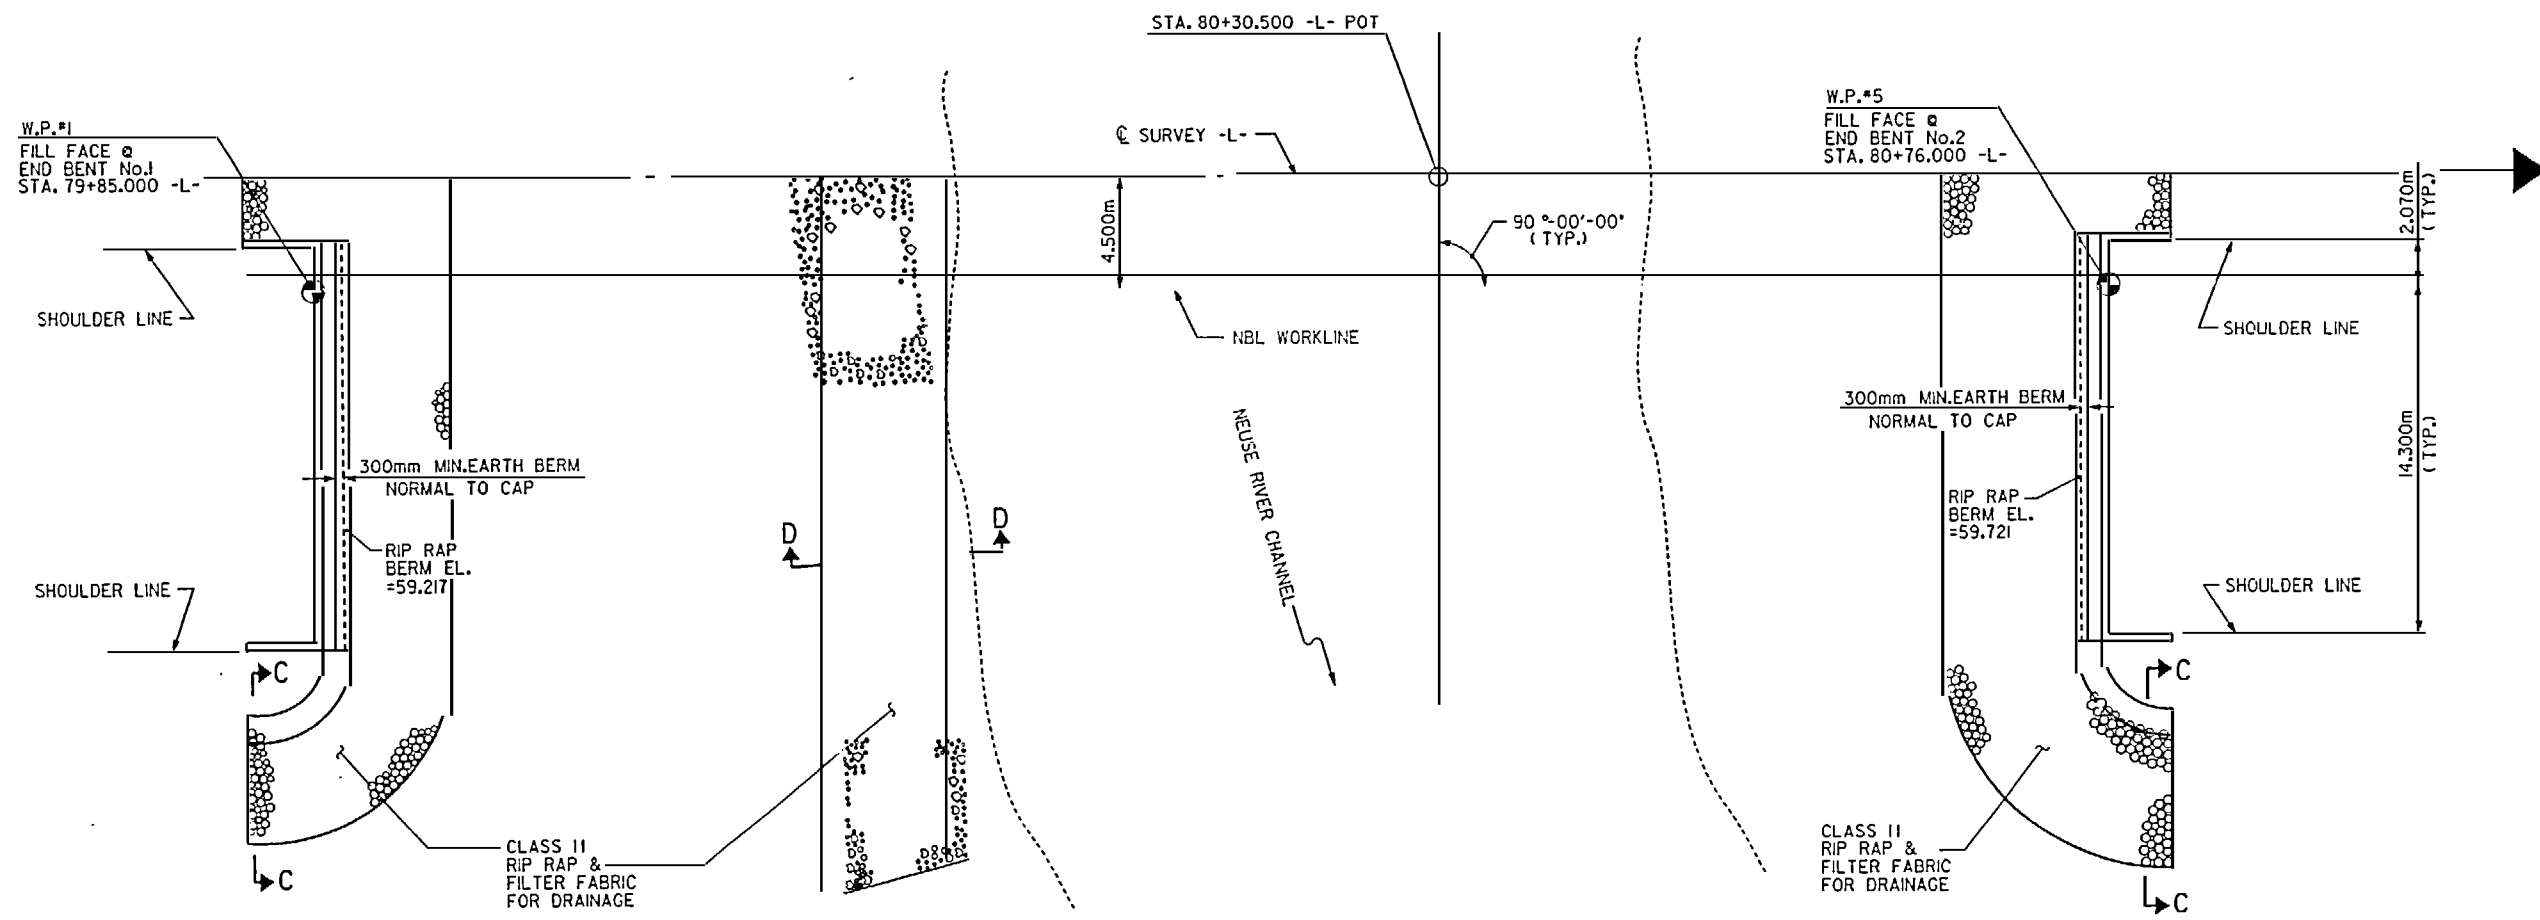 STA. 80+30.500 -L- POT
W.P.#1
FILL FACE @
END BENT No.1
STA. 79+85.000 -L-
℄ SURVEY -L-
W.P.#5
FILL FACE @
END BENT No.2
STA. 80+76.000 -L-
2.070m
(TYP.)
4.500m
90°-00'-00"
(TYP.)
SHOULDER LINE
NBL WORKLINE
SHOULDER LINE
300mm MIN.EARTH BERM
NORMAL TO CAP
14.300m
(TYP.)
NEUSE RIVER CHANNEL
300mm MIN.EARTH BERM
NORMAL TO CAP
RIP RAP
BERM EL.
=59.721
D
D
RIP RAP
BERM EL.
=59.217
SHOULDER LINE
SHOULDER LINE
C
C
CLASS II
RIP RAP &
FILTER FABRIC
FOR DRAINAGE
CLASS II
RIP RAP &
FILTER FABRIC
FOR DRAINAGE
C
C